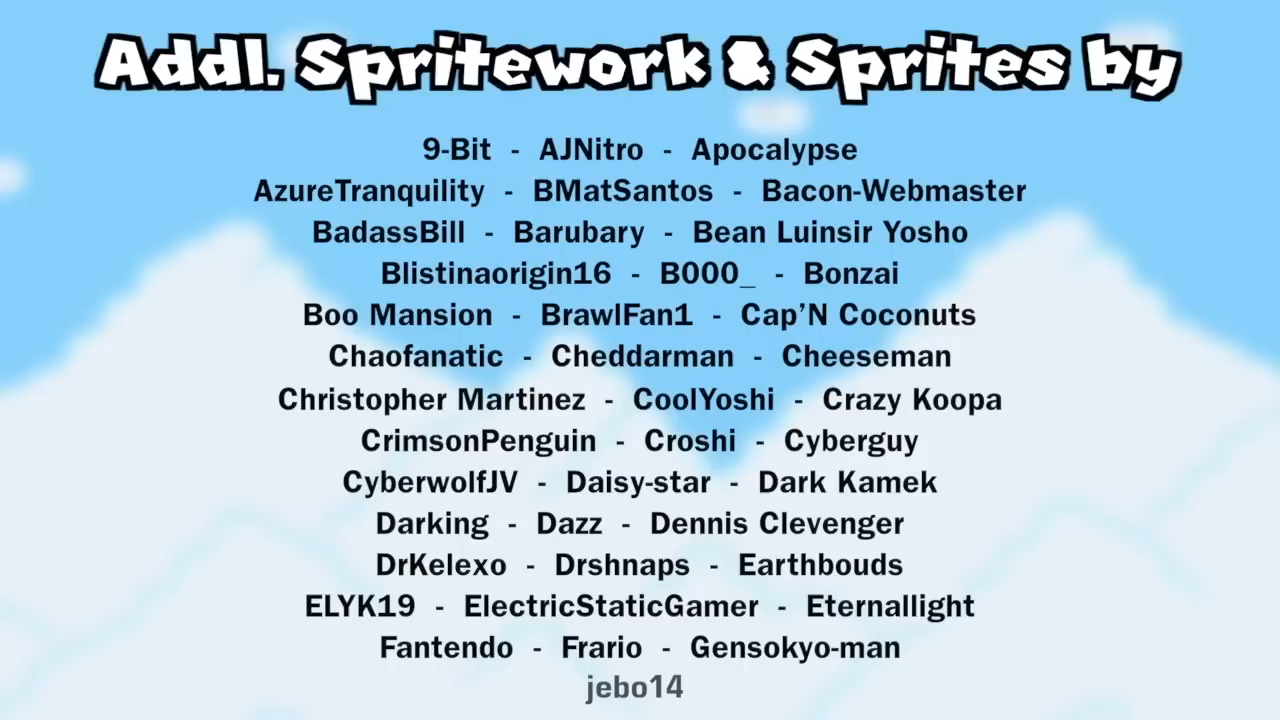 Addl. Spritework & Sprites by
9-Bit - AJNitro - Apocalypse
AzureTranquility - BMatSantos - Bacon-Webmaster
BadassBill - Barubary - Bean Luinsir Yosho
Blistinaorigin16 - B000_ - Bonzai
Boo Mansion - BrawlFan1 - Cap’N Coconuts
Chaofanatic - Cheddarman - Cheeseman
Christopher Martinez - CoolYoshi - Crazy Koopa
CrimsonPenguin - Croshi - Cyberguy
CyberwolfJV - Daisy-star - Dark Kamek
Darking - Dazz - Dennis Clevenger
DrKelexo - Drshnaps - Earthbouds
ELYK19 - ElectricStaticGamer - Eternallight
Fantendo - Frario - Gensokyo-man
jebo14